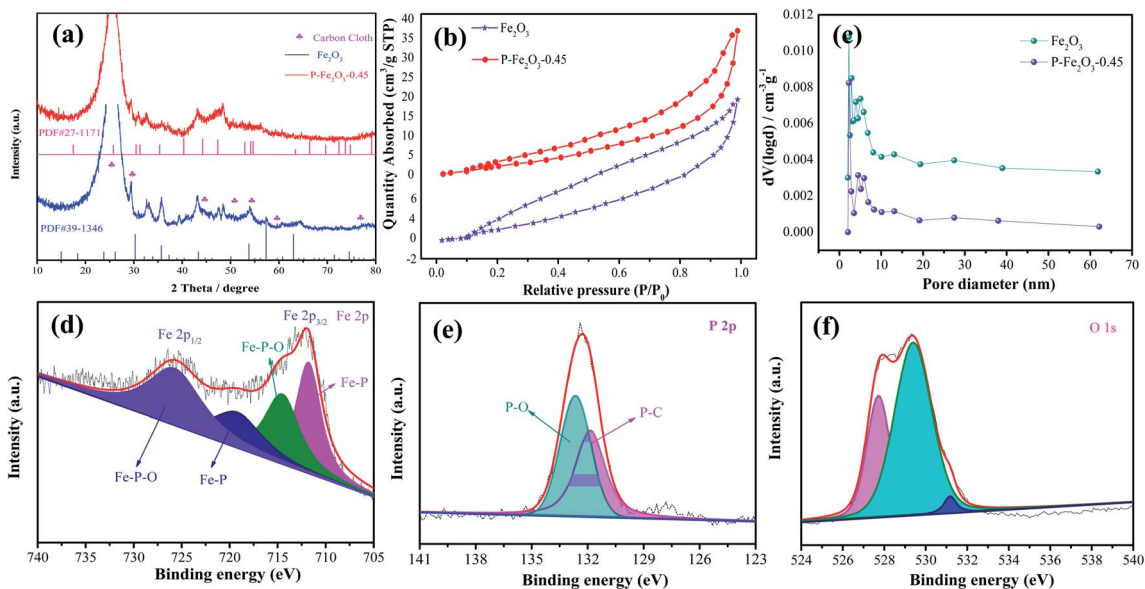 (a)
♣ Carbon Cloth
Fe₂O₃
P-Fe₂O₃-0.45
PDF#27-1171
PDF#39-1346
Intensity (a.u.)
10 20 30 40 50 60 70 80
2 Theta / degree
(b)
Fe₂O₃
P-Fe₂O₃-0.45
Quantity Absorbed (cm³/g STP)
40
35
30
25
20
15
10
5
0
6
4
2
0
-2
0.0 0.2 0.4 0.6 0.8 1.0
Relative pressure (P/P₀)
(c)
Fe₂O₃
P-Fe₂O₃-0.45
dV(logd) / cm⁻³g⁻¹
0.012
0.010
0.008
0.006
0.004
0.002
0.000
0 10 20 30 40 50 60 70
Pore diameter (nm)
(d)
Fe 2p₁/₂
Fe 2p₃/₂ Fe 2p
Fe-P-O
Fe-P
Fe-P-O
Fe-P
Intensity (a.u.)
740 735 730 725 720 715 710 705
Binding energy (eV)
(e)
P 2p
P-O
P-C
Intensity (a.u.)
141 138 135 132 129 126 123
Binding energy (eV)
(f)
O 1s
Intensity (a.u.)
524 526 528 530 532 534 536 538 540
Binding energy (eV)